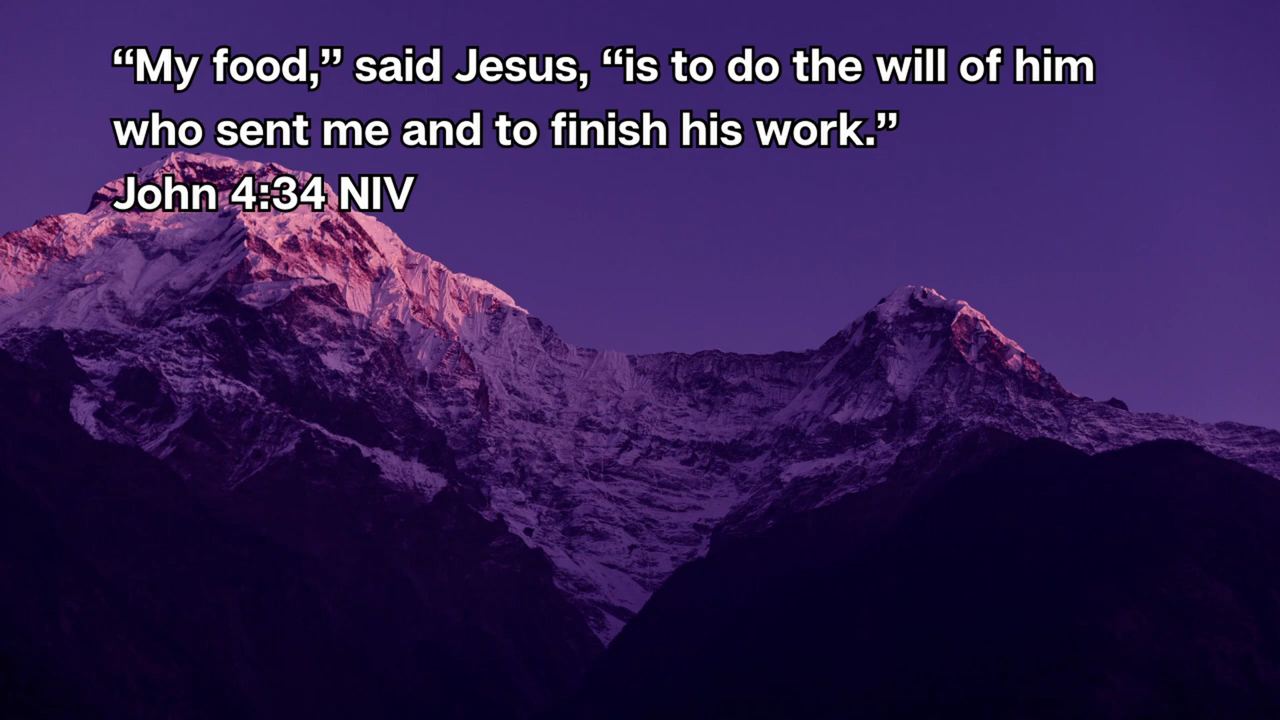 “My food,” said Jesus, “is to do the will of him
who sent me and to finish his work.”
John 4:34 NIV